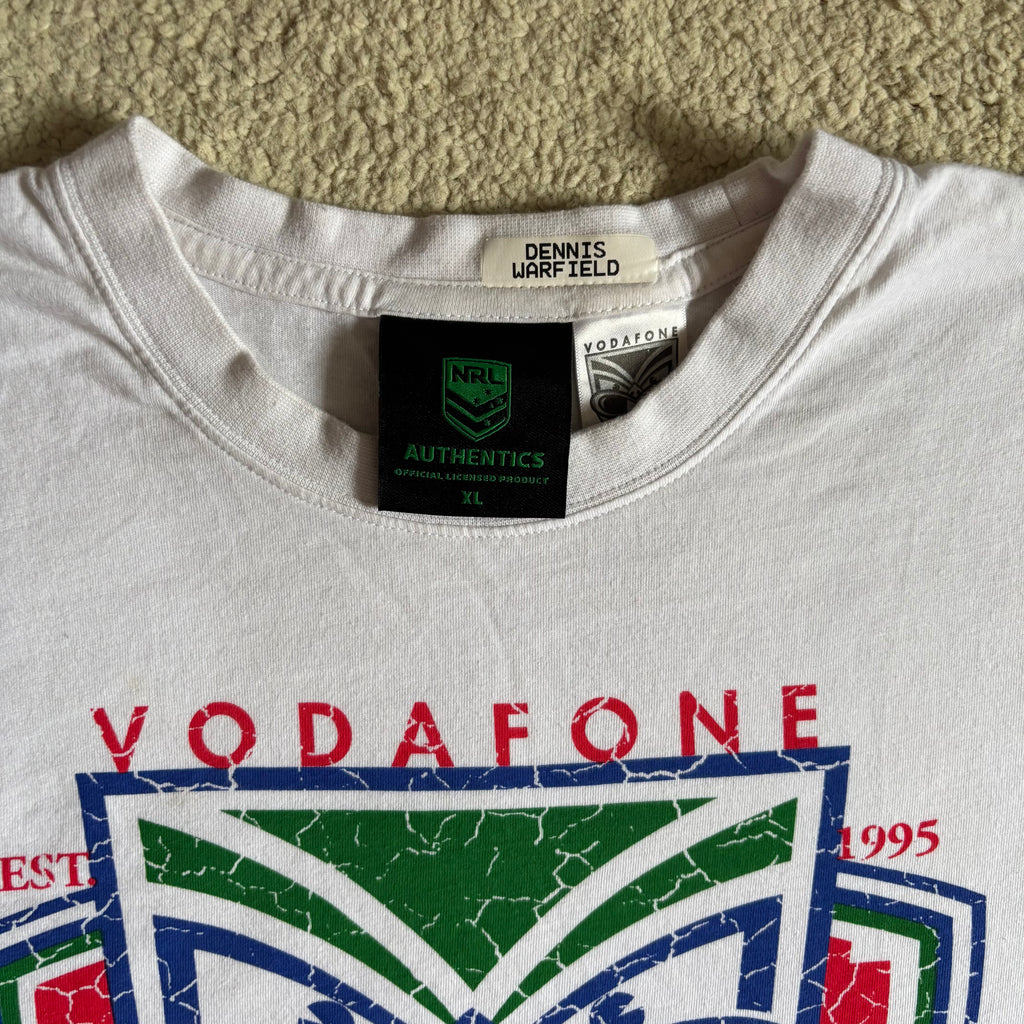 DENNIS
WARFIELD
VODAFONE
NRL
AUTHENTICS
OFFICIAL LICENSED PRODUCT
XL
VODAFONE
EST.
1995